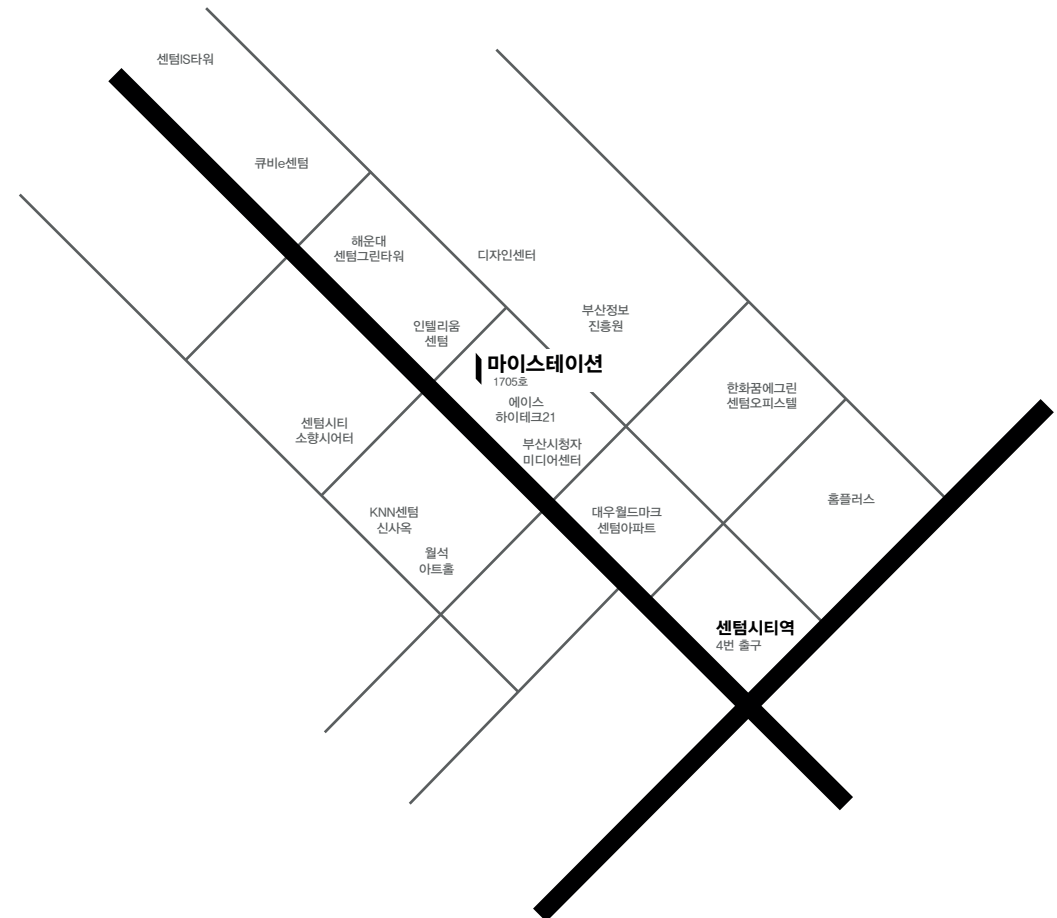 센텀IS타워
큐비e센텀
해운대
센텀그린타워
디자인센터
부산정보
진흥원
인텔리움
센텀
마이스테이션
1705호
에이스
하이테크21
한화꿈에그린
센텀오피스텔
센텀시티
소향시어터
부산시청자
미디어센터
홈플러스
KNN센텀
신사옥
대우월드마크
센텀아파트
월석
아트홀
센텀시티역
4번 출구